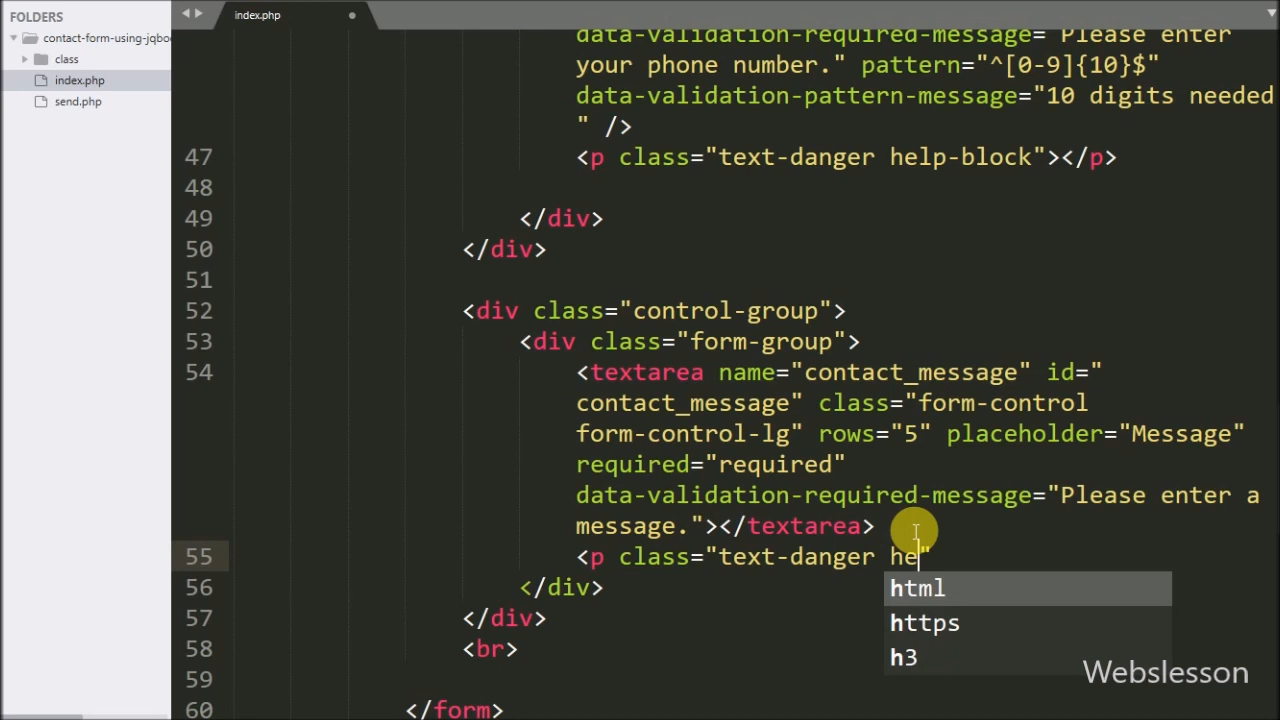 FOLDERS
contact-form-using-jqboo
class
index.php
send.php
index.php
data-validation-required-message="Please enter
your phone number." pattern="^[0-9]{10}$"
data-validation-pattern-message="10 digits needed
" />
47 <p class="text-danger help-block"></p>
48
49 </div>
50 </div>
51
52 <div class="control-group">
53 <div class="form-group">
54 <textarea name="contact_message" id="
contact_message" class="form-control
form-control-lg" rows="5" placeholder="Message"
required="required"
data-validation-required-message="Please enter a
message."></textarea>
55 <p class="text-danger he"
56 </div>
57 </div>
58 <br>
59
60 </form>
html
https
h3
Webslesson